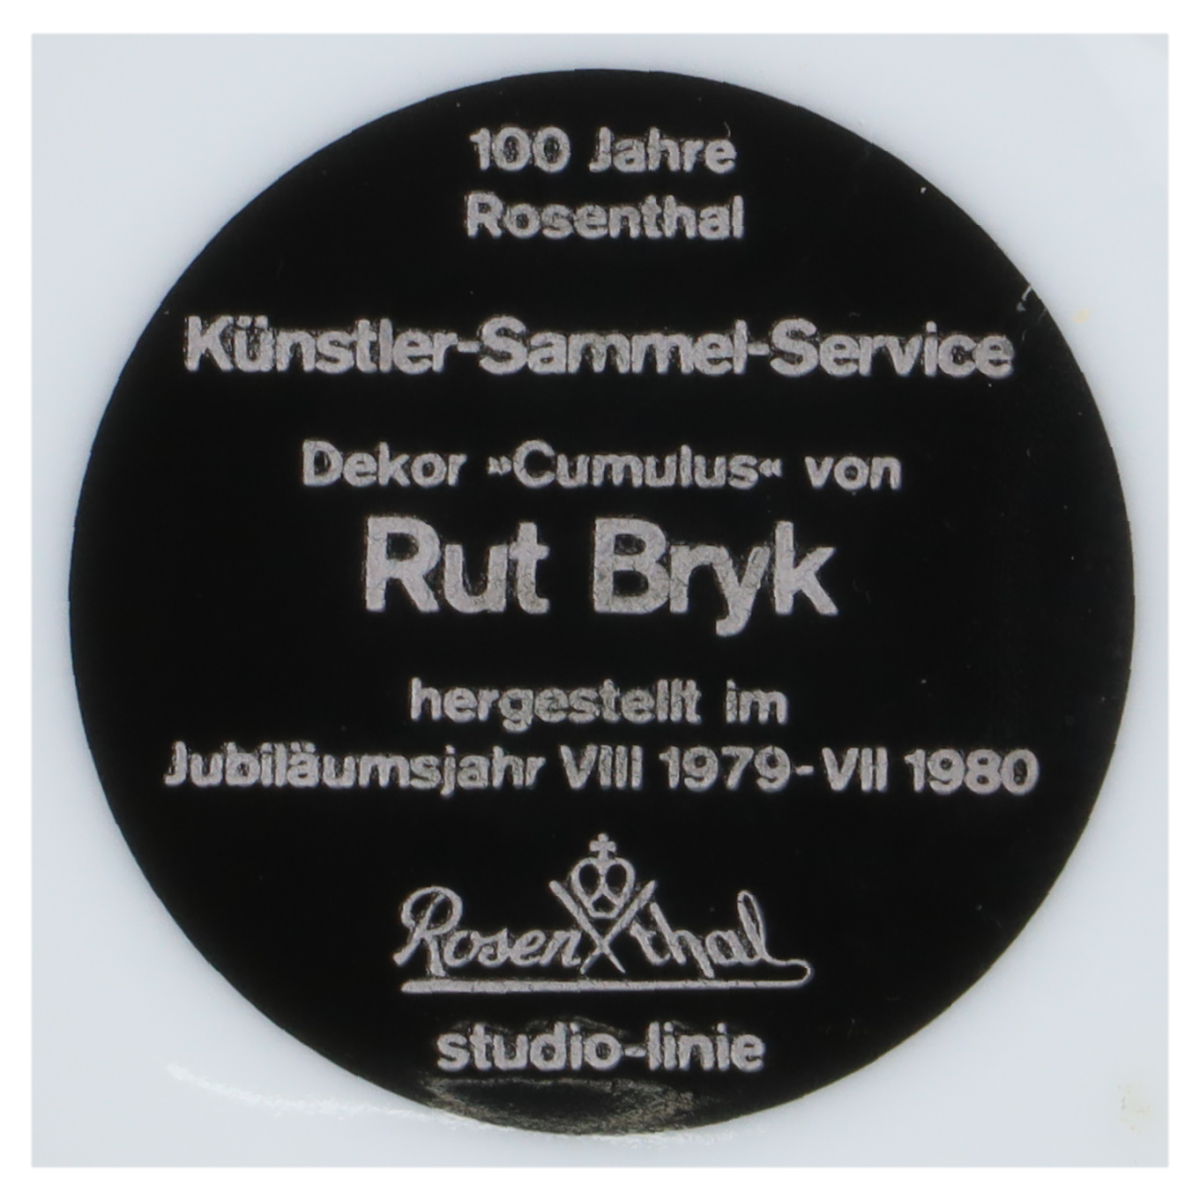 100 Jahre
Rosenthal
Künstler-Sammel-Service
Dekor »Cumulus« von
Rut Bryk
hergestellt im
Jubiläumsjahr VIII 1979-VII 1980
Rosenthal
studio-linie